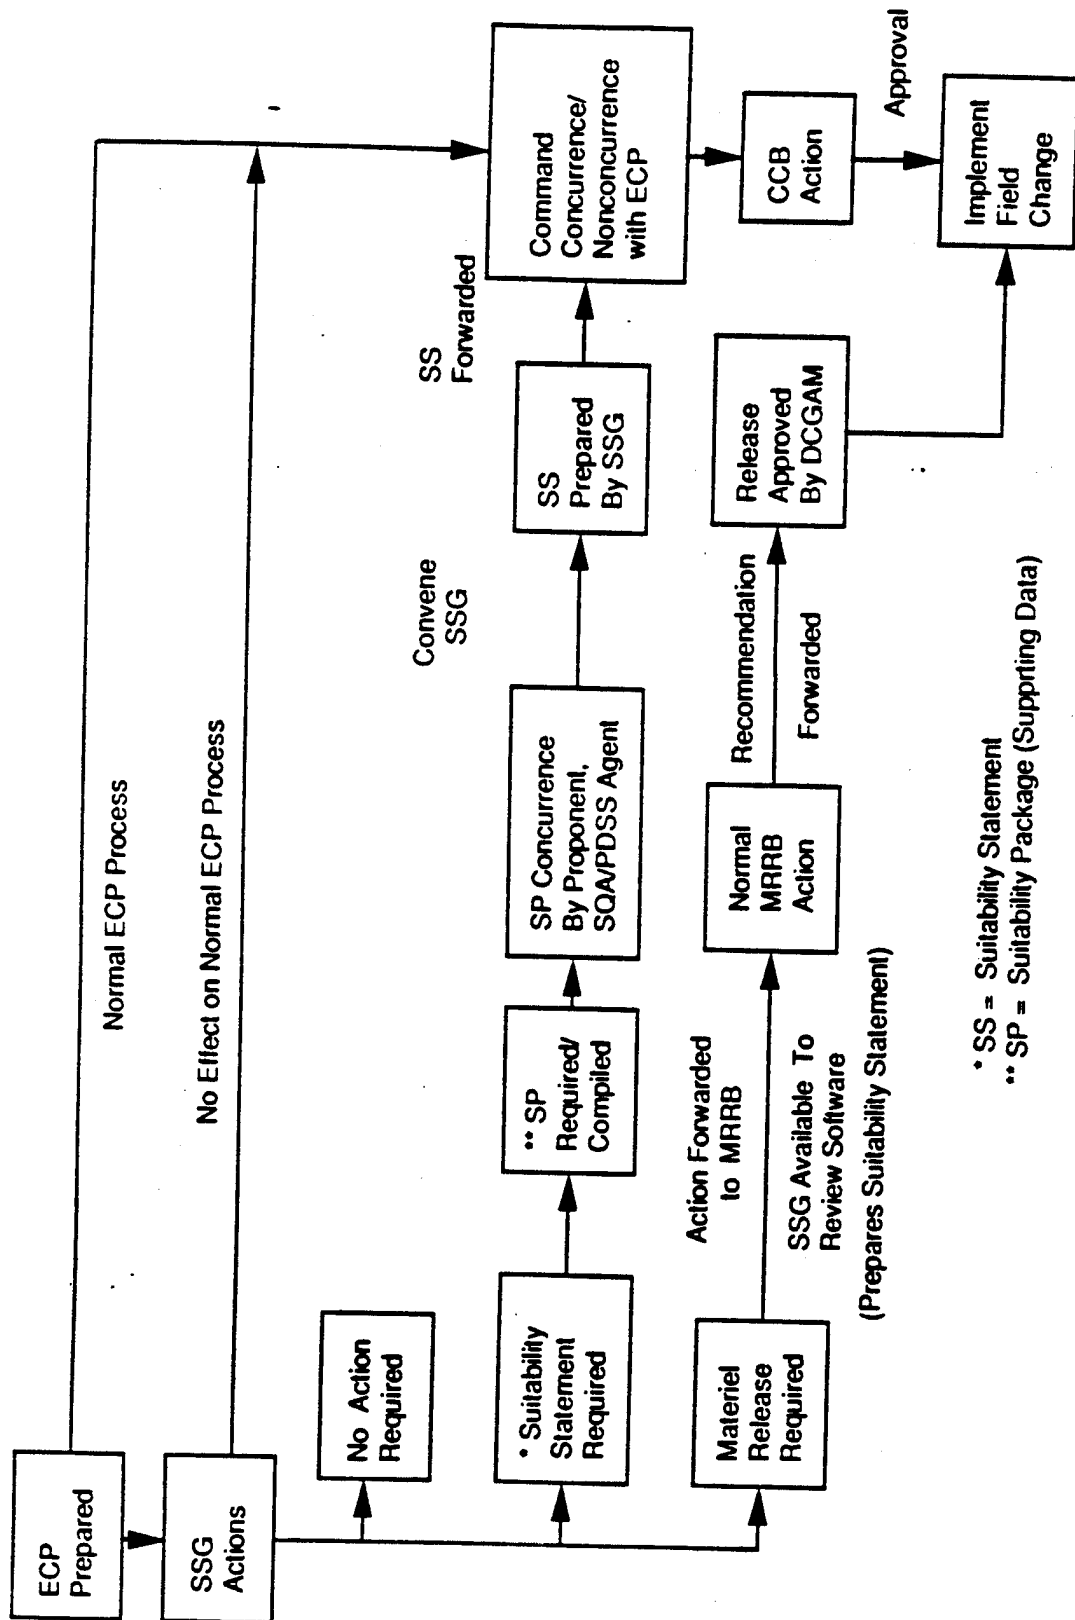 ECP
Prepared
Normal ECP Process
SSG
Actions
No Effect on Normal ECP Process
No Action
Required
* Suitability
Statement
Required
** SP
Required/
Compiled
SP Concurrence
By Proponent,
SQA/PDSS Agent
Convene
SSG
SS
Prepared
By SSG
SS
Forwarded
Command
Concurrence/
Nonconcurrence
with ECP
CCB
Action
Approval
Implement
Field
Change
Materiel
Release
Required
Action Forwarded
to MRRB
SSG Available To
Review Software
(Prepares Suitability Statement)
Normal
MRRB
Action
Recommendation
Forwarded
Release
Approved
By DCGAM
* SS = Suitability Statement
** SP = Suitability Package (Supprting Data)